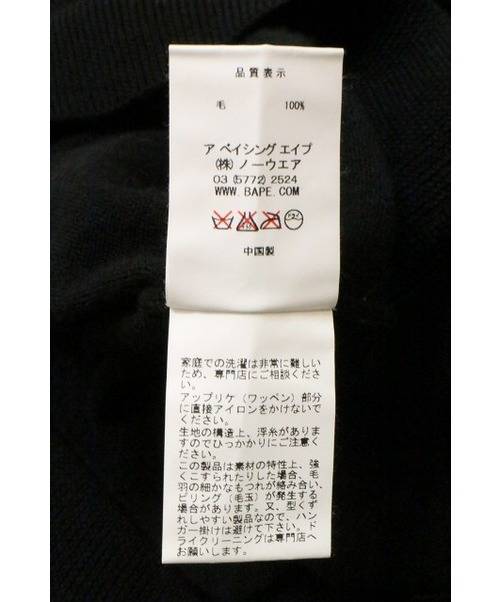 品質表示
毛 100%
ア ベイシング エイプ
(株) ノーウエア
03 (5772) 2524
WWW.BAPE.COM
中国製
家庭での洗濯は非常に難しい
ため、専門店にご相談くださ
い。
アップリケ (ワッペン) 部分
に直接アイロンをかけないで
ください。
生地の構造上、浮糸がありま
すのでひっかかりにご注意く
ださい。
この製品は素材の特性上、強
くこすられたりした場合、毛
羽の細かなもつれが絡み合い、
ピリング (毛玉) が発生する
場合があります。又、型くず
れしやすい製品なので、ハン
ガー掛けは避けて下さい。ド
ライクリーニングは専門店へ
お願いします。